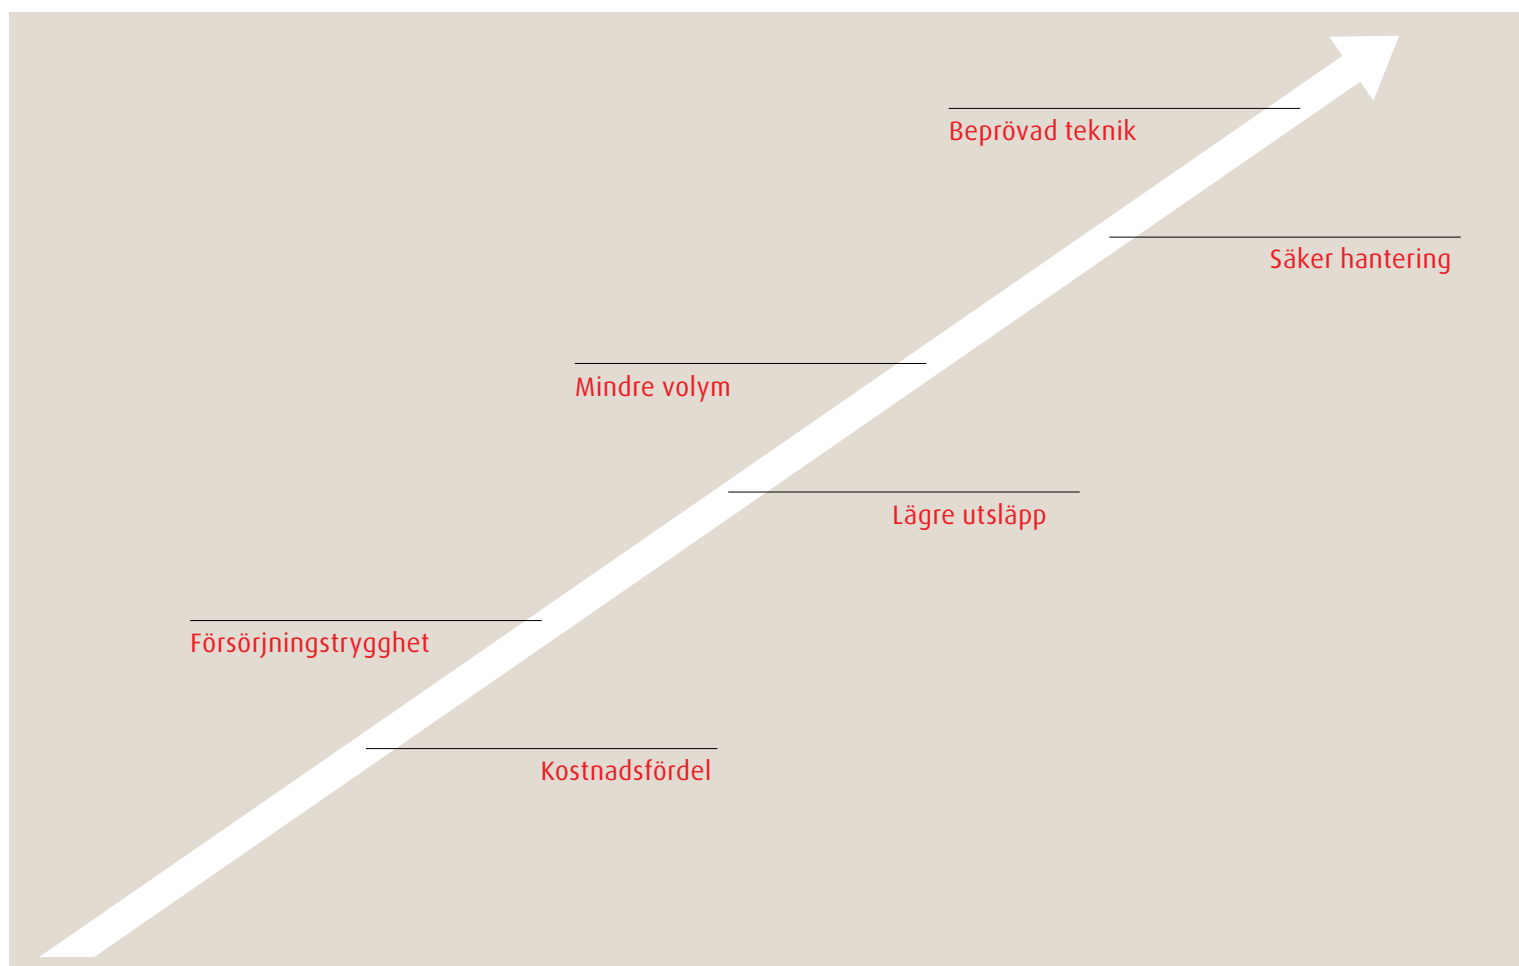 Beprövad teknik
Säker hantering
Mindre volym
Lägre utsläpp
Försörjningstrygghet
Kostnadsfördel